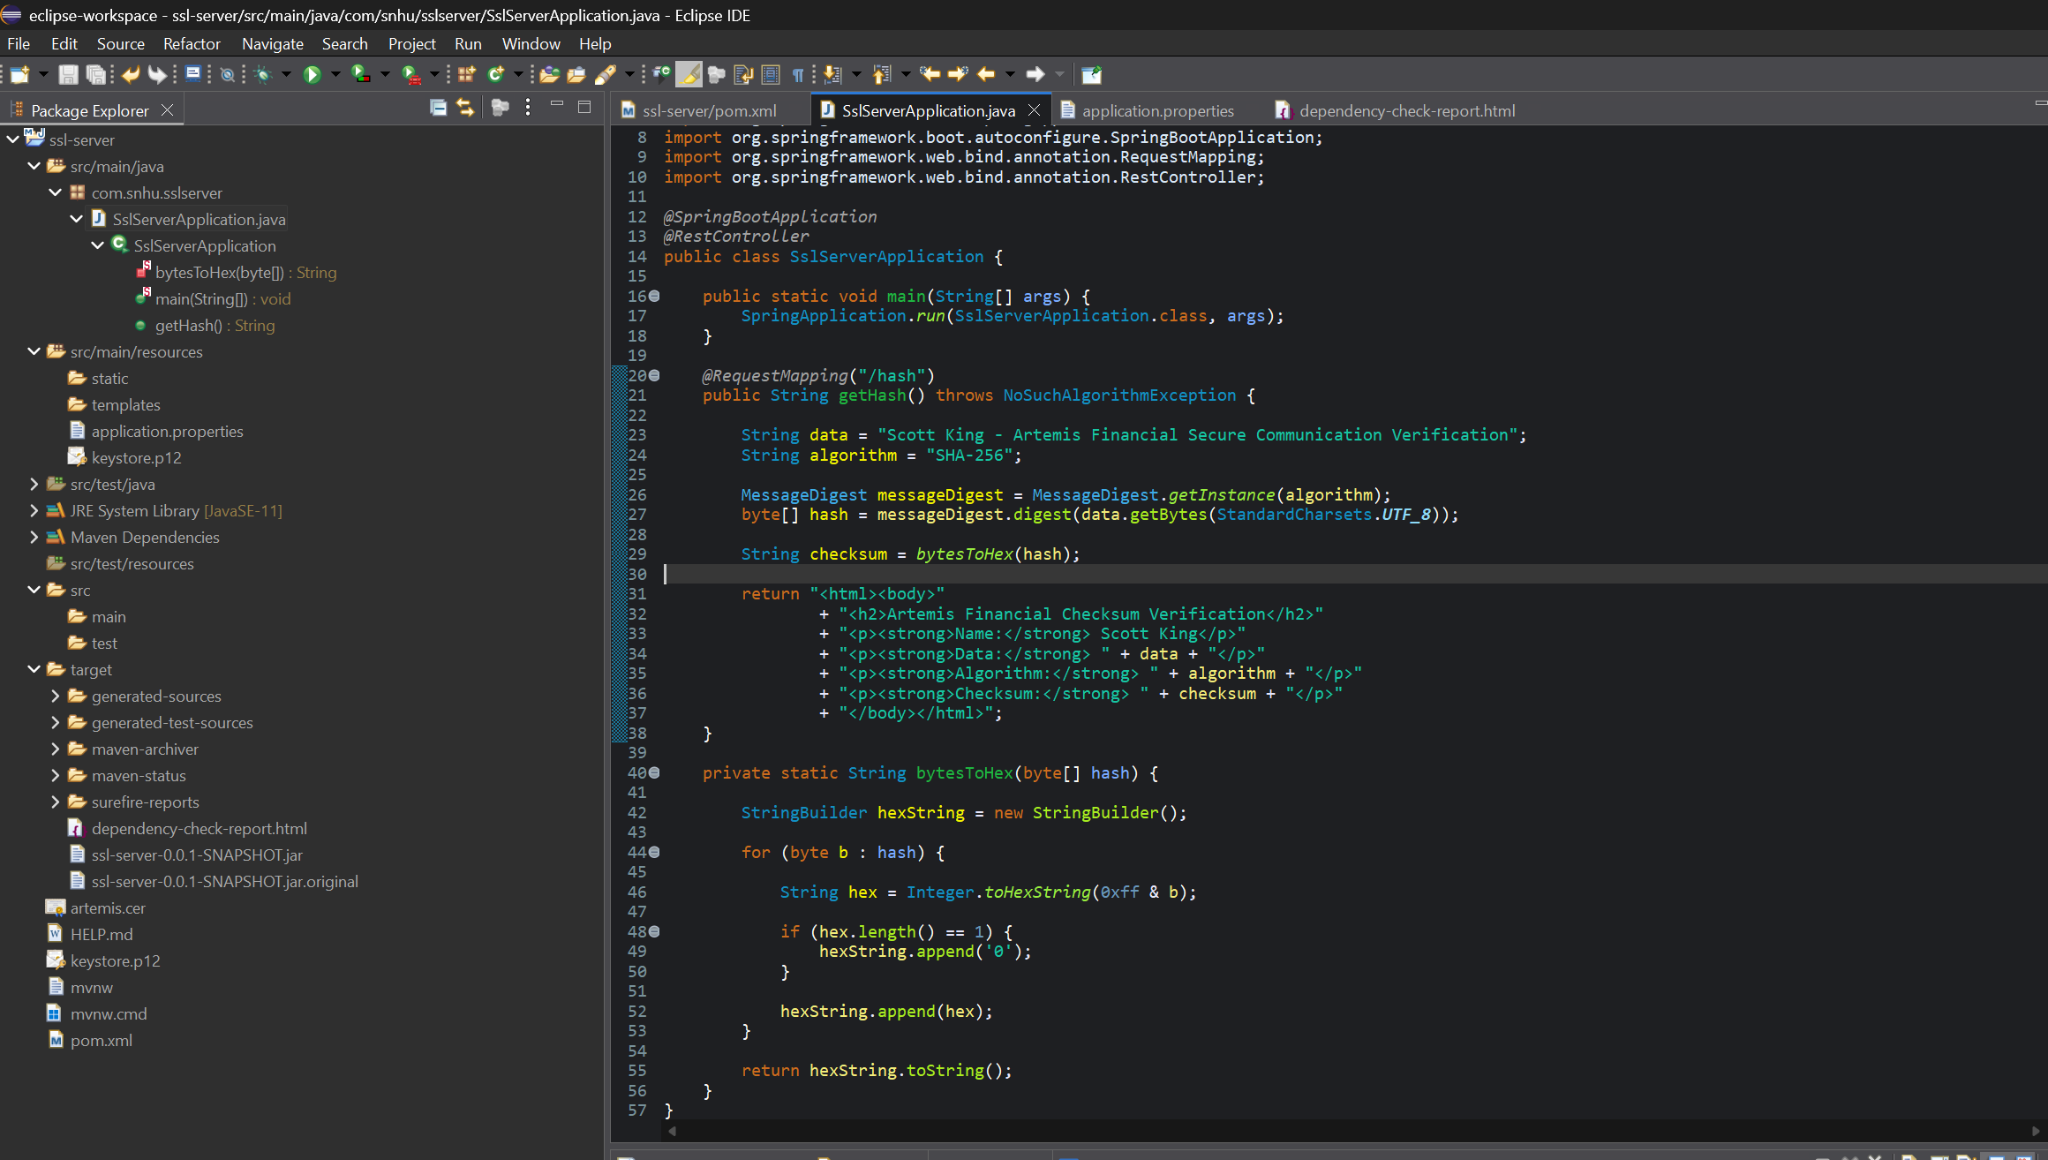 eclipse-workspace - ssl-server/src/main/java/com/snhu/sslserver/SslServerApplication.java - Eclipse IDE
File Edit Source Refactor Navigate Search Project Run Window Help
Package Explorer
ssl-server
src/main/java
com.snhu.sslserver
SslServerApplication.java
SslServerApplication
bytesToHex(byte[]) : String
main(String[]) : void
getHash() : String
src/main/resources
static
templates
application.properties
keystore.p12
src/test/java
JRE System Library [JavaSE-11]
Maven Dependencies
src/test/resources
src
main
test
target
generated-sources
generated-test-sources
maven-archiver
maven-status
surefire-reports
dependency-check-report.html
ssl-server-0.0.1-SNAPSHOT.jar
ssl-server-0.0.1-SNAPSHOT.jar.original
artemis.cer
HELP.md
keystore.p12
mvnw
mvnw.cmd
pom.xml
ssl-server/pom.xml SslServerApplication.java application.properties dependency-check-report.html
8 import org.springframework.boot.autoconfigure.SpringBootApplication;
9 import org.springframework.web.bind.annotation.RequestMapping;
10 import org.springframework.web.bind.annotation.RestController;
11
12 @SpringBootApplication
13 @RestController
14 public class SslServerApplication {
15
16 public static void main(String[] args) {
17 SpringApplication.run(SslServerApplication.class, args);
18 }
19
20 @RequestMapping("/hash")
21 public String getHash() throws NoSuchAlgorithmException {
22
23 String data = "Scott King - Artemis Financial Secure Communication Verification";
24 String algorithm = "SHA-256";
25
26 MessageDigest messageDigest = MessageDigest.getInstance(algorithm);
27 byte[] hash = messageDigest.digest(data.getBytes(StandardCharsets.UTF_8));
28
29 String checksum = bytesToHex(hash);
30
31 return "<html><body>"
32 + "<h2>Artemis Financial Checksum Verification</h2>"
33 + "<p><strong>Name:</strong> Scott King</p>"
34 + "<p><strong>Data:</strong> " + data + "</p>"
35 + "<p><strong>Algorithm:</strong> " + algorithm + "</p>"
36 + "<p><strong>Checksum:</strong> " + checksum + "</p>"
37 + "</body></html>";
38 }
39
40 private static String bytesToHex(byte[] hash) {
41
42 StringBuilder hexString = new StringBuilder();
43
44 for (byte b : hash) {
45
46 String hex = Integer.toHexString(0xff & b);
47
48 if (hex.length() == 1) {
49 hexString.append('0');
50 }
51
52 hexString.append(hex);
53 }
54
55 return hexString.toString();
56 }
57 }